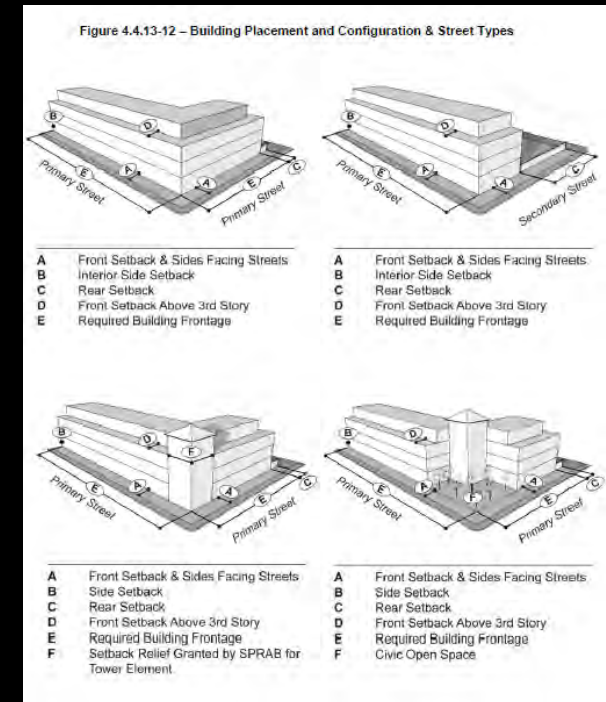 Figure 4.4.13-12 – Building Placement and Configuration & Street Types
B
D
E
A
A
E
C
Primary Street
Primary Street
A Front Setback & Sides Facing Streets
B Interior Side Setback
C Rear Setback
D Front Setback Above 3rd Story
E Required Building Frontage
B
D
E
A
A
C
Primary Street
Secondary Street
A Front Setback & Sides Facing Streets
B Interior Side Setback
C Rear Setback
D Front Setback Above 3rd Story
E Required Building Frontage
B
D
F
E
A
A
E
C
Primary Street
Primary Street
A Front Setback & Sides Facing Streets
B Side Setback
C Rear Setback
D Front Setback Above 3rd Story
E Required Building Frontage
F Setback Relief Granted by SPRAB for
Tower Element
B
D
E
A
F
A
E
C
Primary Street
Primary Street
A Front Setback & Sides Facing Streets
B Side Setback
C Rear Setback
D Front Setback Above 3rd Story
E Required Building Frontage
F Civic Open Space